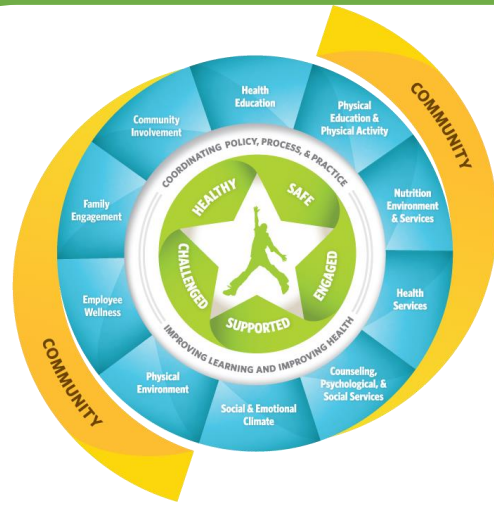 COMMUNITY
Health
Education
Physical
Education &
Physical Activity
Nutrition
Environment
& Services
Health
Services
Counseling,
Psychological, &
Social Services
Social & Emotional
Climate
Physical
Environment
Employee
Wellness
Family
Engagement
Community
Involvement
COORDINATING POLICY, PROCESS, & PRACTICE
IMPROVING LEARNING AND IMPROVING HEALTH
HEALTHY
SAFE
ENGAGED
SUPPORTED
CHALLENGED
COMMUNITY